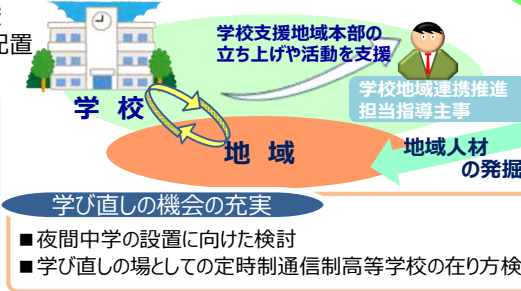 配置
学校支援地域本部の
立ち上げや活動を支援
学校地域連携推進
担当指導主事
学 校
地 域
地域人材
の発掘
学び直しの機会の充実
■夜間中学の設置に向けた検討
■学び直しの場としての定時制通信制高等学校の在り方検